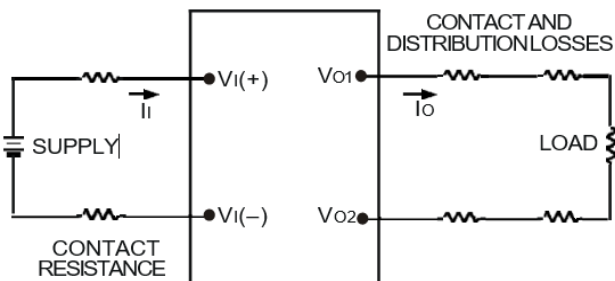 CONTACT AND
DISTRIBUTION LOSSES
VI(+)
VO1
II
IO
SUPPLY
LOAD
VI(–)
VO2
CONTACT
RESISTANCE